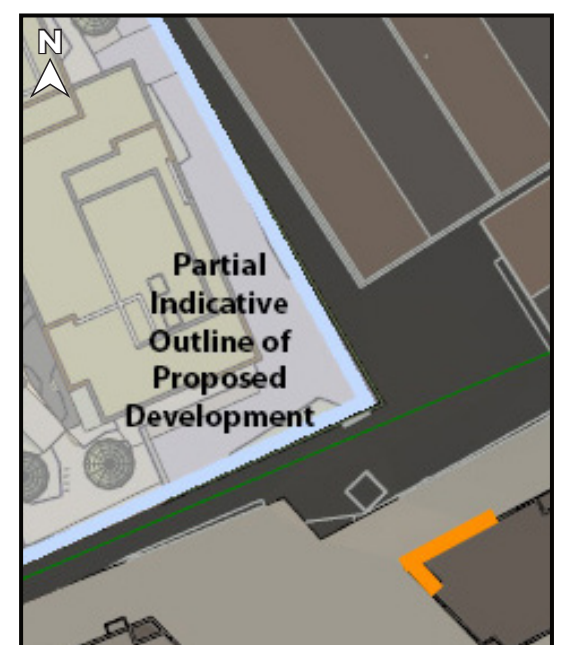 N
Partial
Indicative
Outline of
Proposed
Development